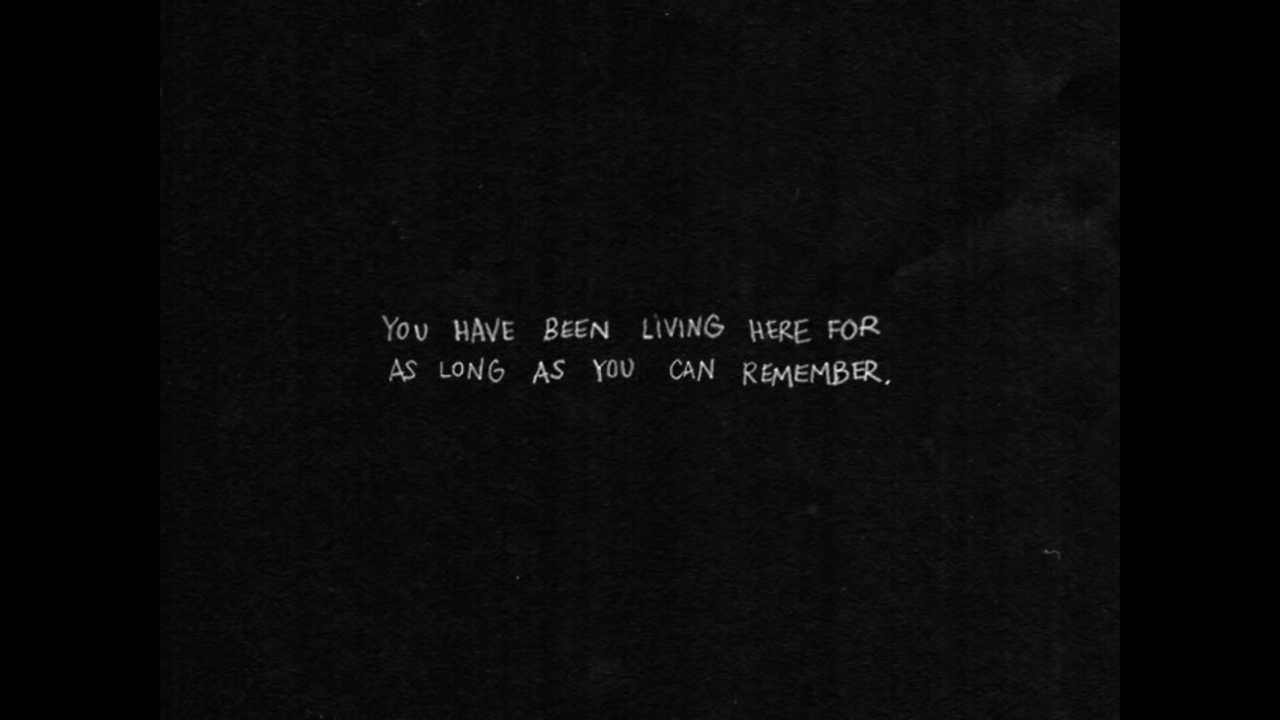 YOU HAVE BEEN LIVING HERE FOR
AS LONG AS YOU CAN REMEMBER.